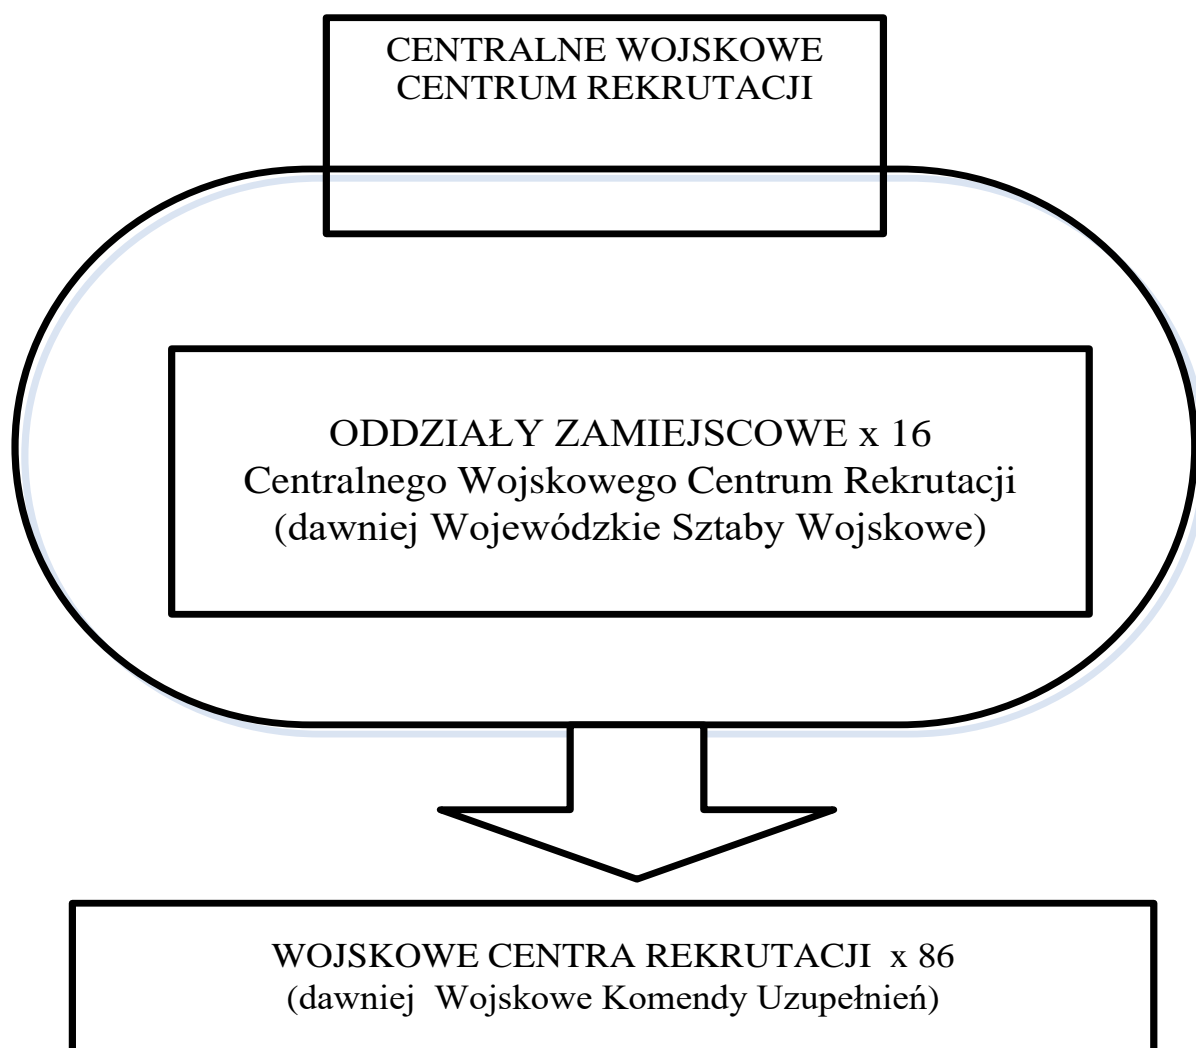 CENTRALNE WOJSKOWE
CENTRUM REKRUTACJI
ODDZIAŁY ZAMIEJSCOWE x 16
Centralnego Wojskowego Centrum Rekrutacji
(dawniej Wojewódzkie Sztaby Wojskowe)
WOJSKOWE CENTRA REKRUTACJI x 86
(dawniej Wojskowe Komendy Uzupełnień)